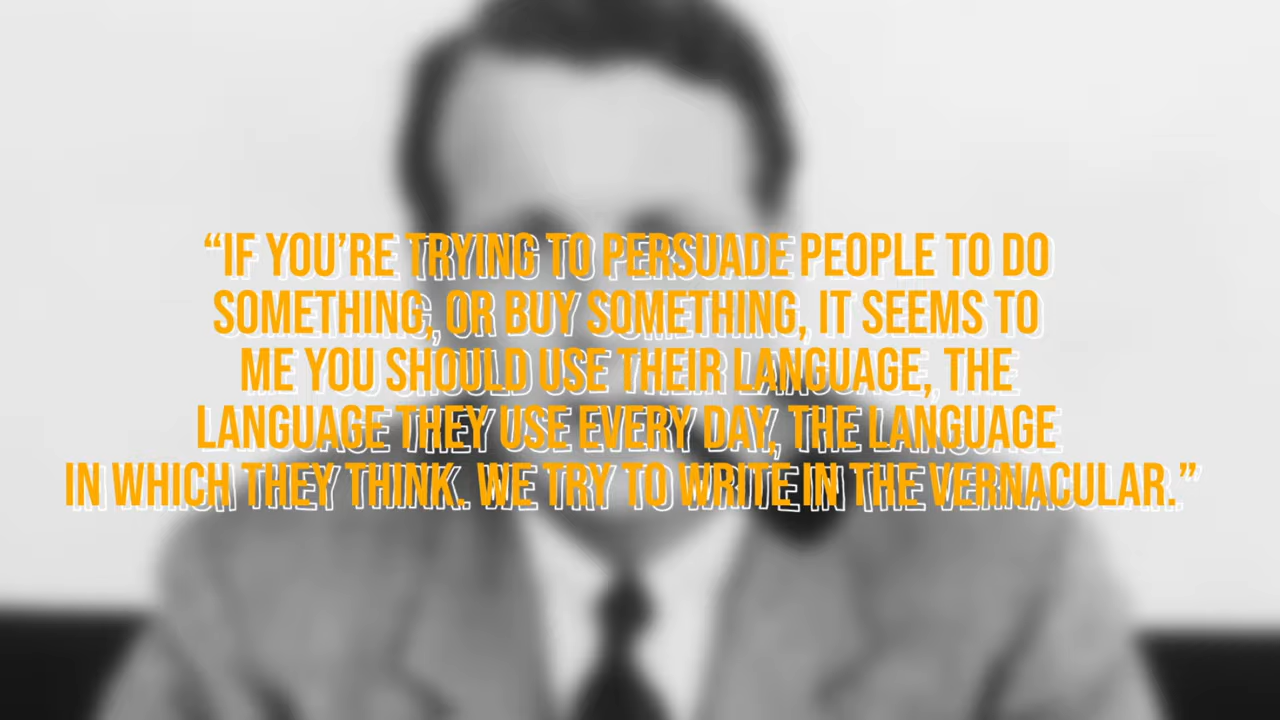 “IF YOU’RE TRYING TO PERSUADE PEOPLE TO DO
SOMETHING, OR BUY SOMETHING, IT SEEMS TO
ME YOU SHOULD USE THEIR LANGUAGE, THE
LANGUAGE THEY USE EVERY DAY, THE LANGUAGE
IN WHICH THEY THINK. WE TRY TO WRITE IN THE VERNACULAR.”